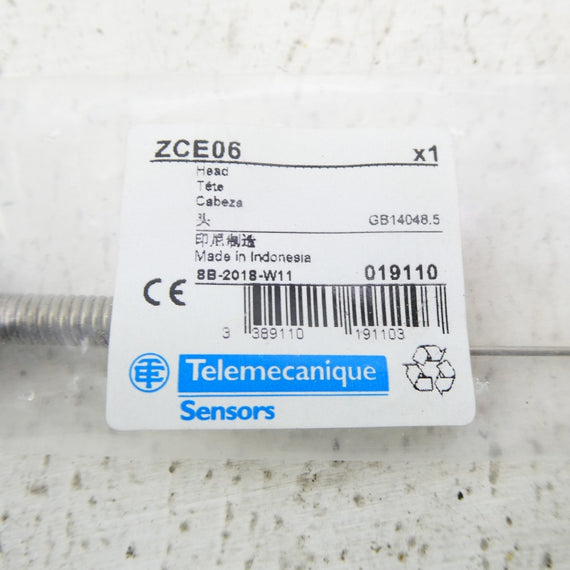 ZCE06 x1
Head
Tête
Cabeza
头 GB14048.5
印尼制造
Made in Indonesia
8B-2018-W11 019110
CE
3 389110 191103
Telemecanique
Sensors